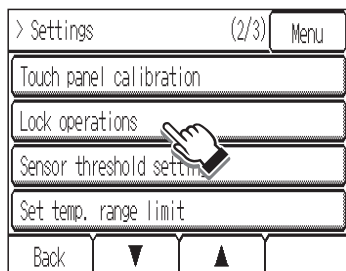 > Settings (2/3) Menu
Touch panel calibration
Lock operations
Sensor threshold
Set temp. range limit
Back ▼ ▲